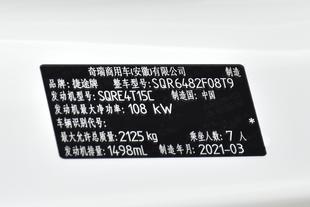 奇瑞商用车(安徽)有限公司 制造
品牌:捷途牌 整车型号:SQR6482F08T9
发动机型号:SQRE4T15C 制造国:中国
发动机最大净功率:108 kW
车辆识别代号:
*
最大允许总质量:2125 kg 乘坐人数:7 人
发动机排量:1498mL 制造年月:2021-03